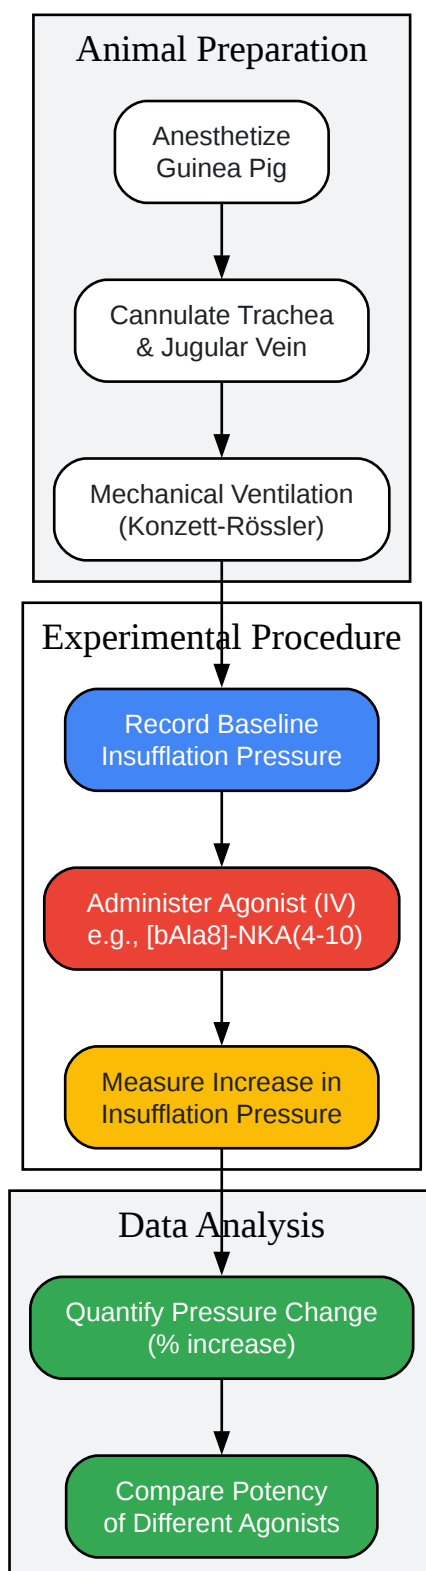 Animal Preparation
Anesthetize
Guinea Pig
Cannulate Trachea
& Jugular Vein
Mechanical Ventilation
(Konzett-Rössler)
Experimental Procedure
Record Baseline
Insufflation Pressure
Administer Agonist (IV)
e.g., [bAla8]-NKA(4-10)
Measure Increase in
Insufflation Pressure
Data Analysis
Quantify Pressure Change
(% increase)
Compare Potency
of Different Agonists